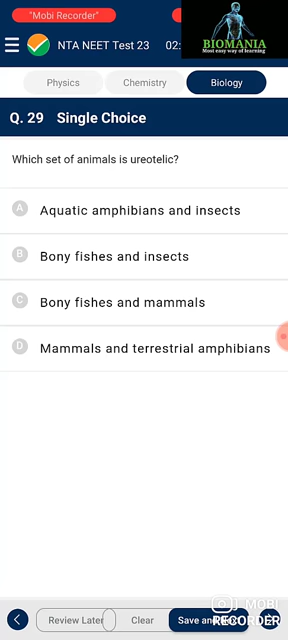 "Mobi Recorder"
NTA NEET Test 23
02:
BIOMANIA
Most easy way of learning
Physics
Chemistry
Biology
Q. 29 Single Choice
Which set of animals is ureotelic?
A Aquatic amphibians and insects
B Bony fishes and insects
C Bony fishes and mammals
D Mammals and terrestrial amphibians
MOBI
RECORDER
Review Later
Clear
Save and